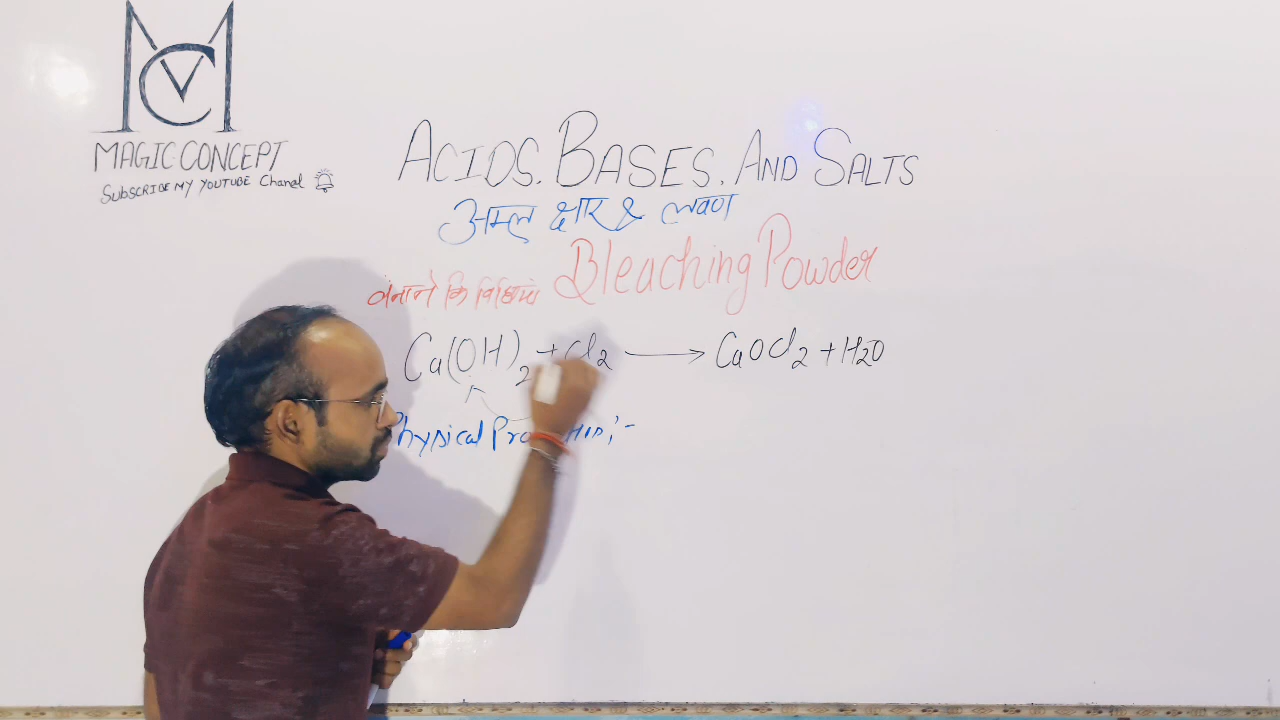 MCV
MAGIC CONCEPT
SUBSCRIBE MY YOUTUBE Chanel
ACIDS, BASES, AND SALTS
अम्ल क्षार & लवण
बनाने कि Bleaching Powder
Ca(OH)2 + Cl2 → CaOCl2 + H2O
Physical :-